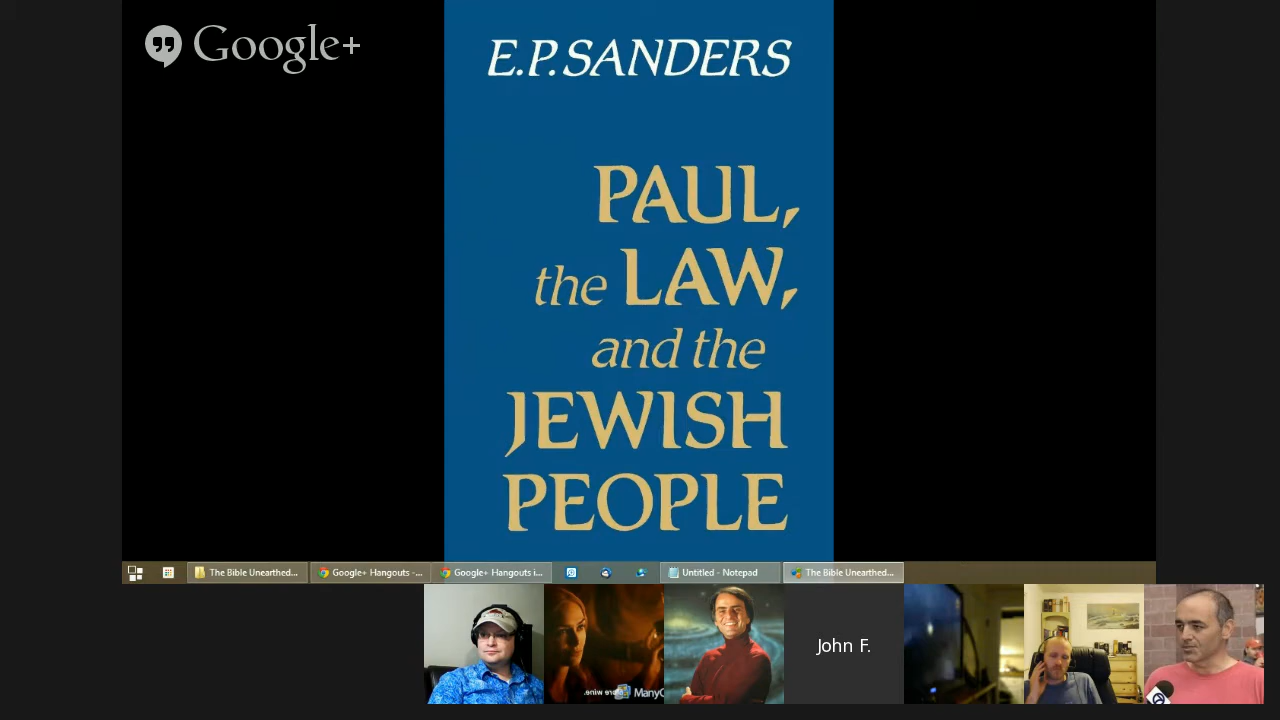 Google+
E.P. SANDERS
PAUL,
the LAW,
and the
JEWISH
PEOPLE
The Bible Unearthed...
Google+ Hangouts -...
Google+ Hangouts i...
Untitled - Notepad
The Bible Unearthed...
John F.